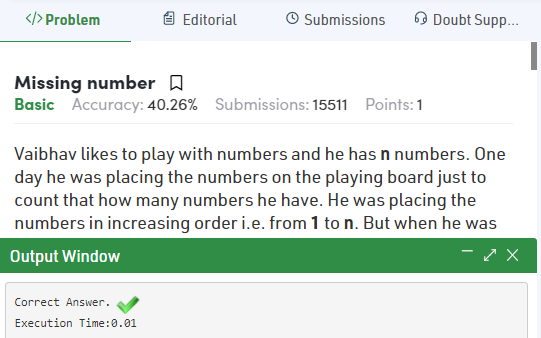 </> Problem Editorial Submissions Doubt Supp...
Missing number
Basic Accuracy: 40.26% Submissions: 15511 Points: 1
Vaibhav likes to play with numbers and he has n numbers. One
day he was placing the numbers on the playing board just to
count that how many numbers he have. He was placing the
numbers in increasing order i.e. from 1 to n. But when he was
Output Window
Correct Answer.
Execution Time:0.01